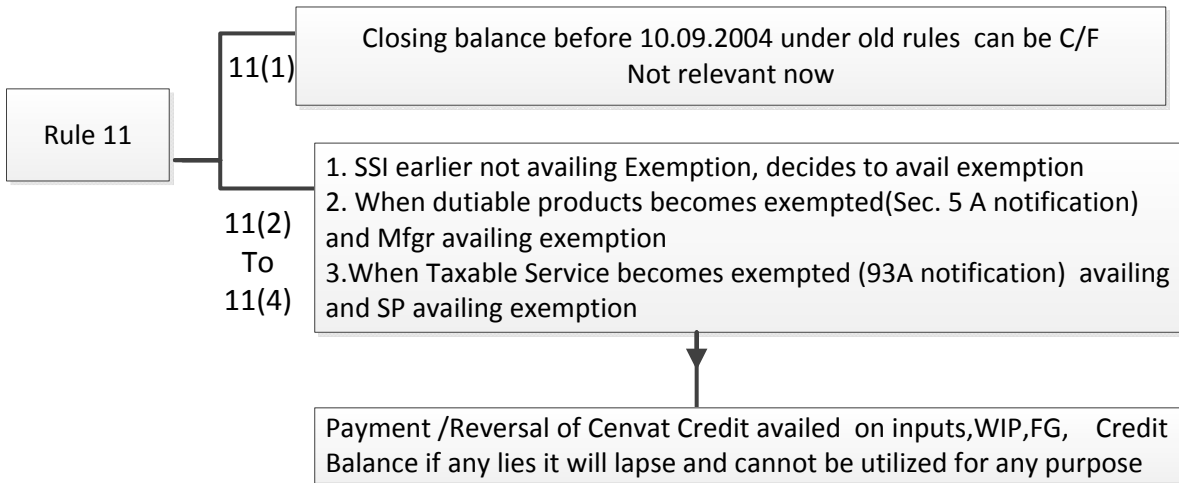 Closing balance before 10.09.2004 under old rules can be C/F
Not relevant now
11(1)
Rule 11
1. SSI earlier not availing Exemption, decides to avail exemption
2. When dutiable products becomes exempted(Sec. 5 A notification)
and Mfgr availing exemption
3.When Taxable Service becomes exempted (93A notification) availing
and SP availing exemption
11(2)
To
11(4)
Payment /Reversal of Cenvat Credit availed on inputs,WIP,FG, Credit
Balance if any lies it will lapse and cannot be utilized for any purpose